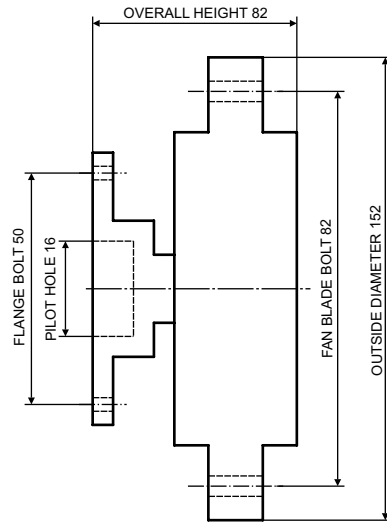 OVERALL HEIGHT 82
FLANGE BOLT 50
PILOT HOLE 16
FAN BLADE BOLT 82
OUTSIDE DIAMETER 152